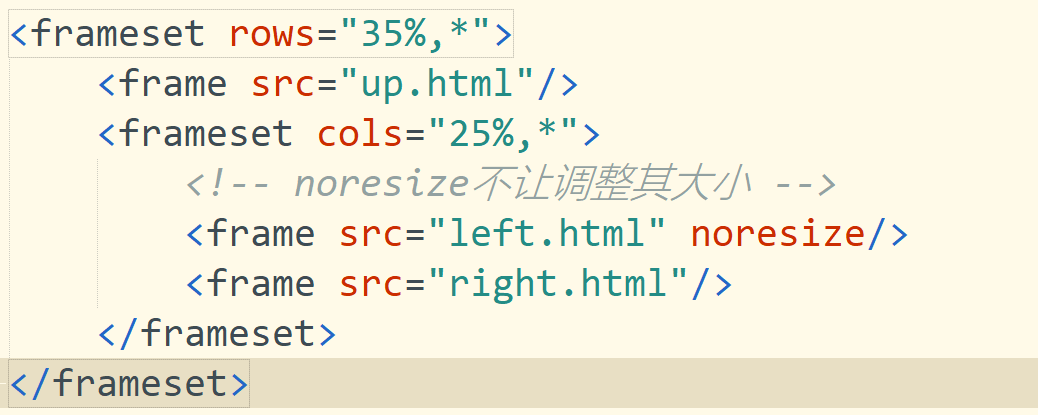 <frameset rows="35%,*">
<frame src="up.html"/>
<frameset cols="25%,*">
<!-- noresize不让调整其大小 -->
<frame src="left.html" noresize/>
<frame src="right.html"/>
</frameset>
</frameset>